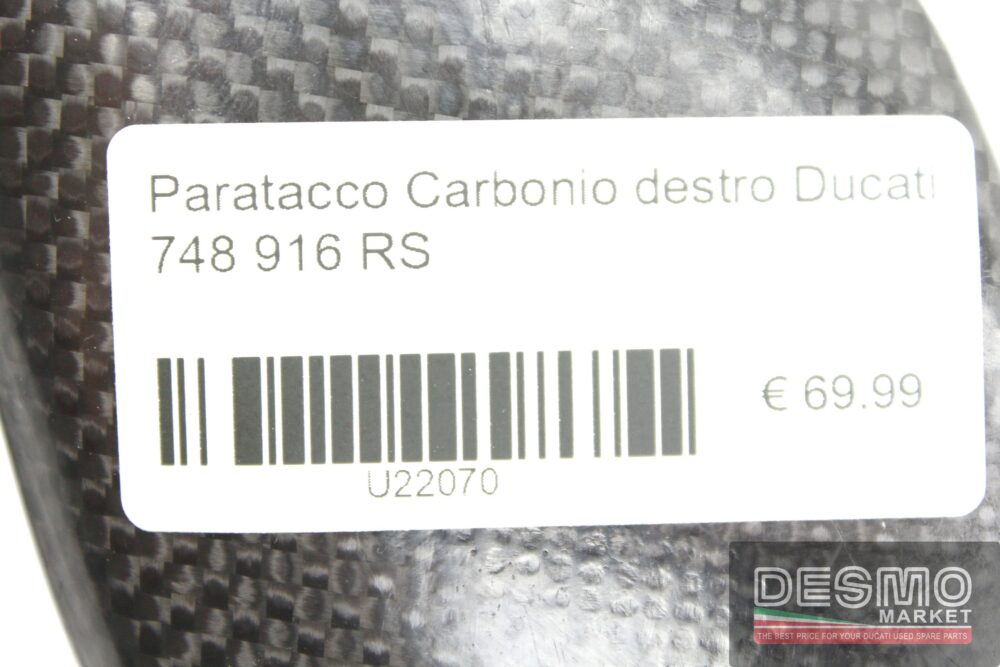 Paratacco Carbonio destro Ducati
748 916 RS
€ 69.99
U22070
DESMO
MARKET
THE BEST PRICE FOR YOUR DUCATI USED SPARE PARTS